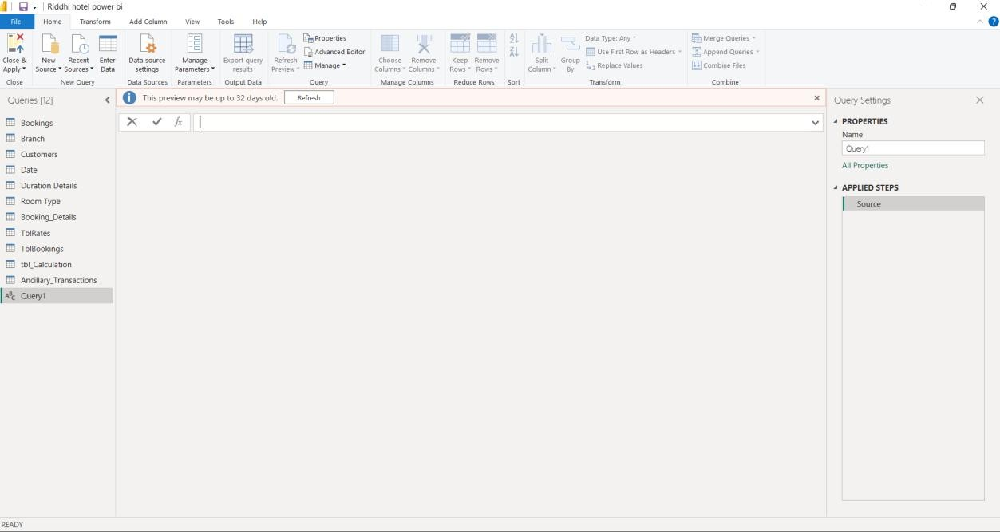 Riddhi hotel power bi
File Home Transform Add Column View Tools Help
Close & Apply
Close
New Source
Recent Sources
Enter Data
New Query
Data source settings
Data Sources
Manage Parameters
Parameters
Export query results
Output Data
Refresh Preview
Properties
Advanced Editor
Manage
Query
Choose Columns
Remove Columns
Manage Columns
Keep Rows
Remove Rows
Reduce Rows
Sort
Split Column
Group By
Data Type: Any
Use First Row as Headers
Replace Values
Transform
Merge Queries
Append Queries
Combine Files
Combine
Queries [12]
Bookings
Branch
Customers
Date
Duration Details
Room Type
Booking_Details
TblRates
TblBookings
tbl_Calculation
Ancillary_Transactions
Query1
This preview may be up to 32 days old. Refresh
fx
Query Settings
PROPERTIES
Name
Query1
All Properties
APPLIED STEPS
Source
READY